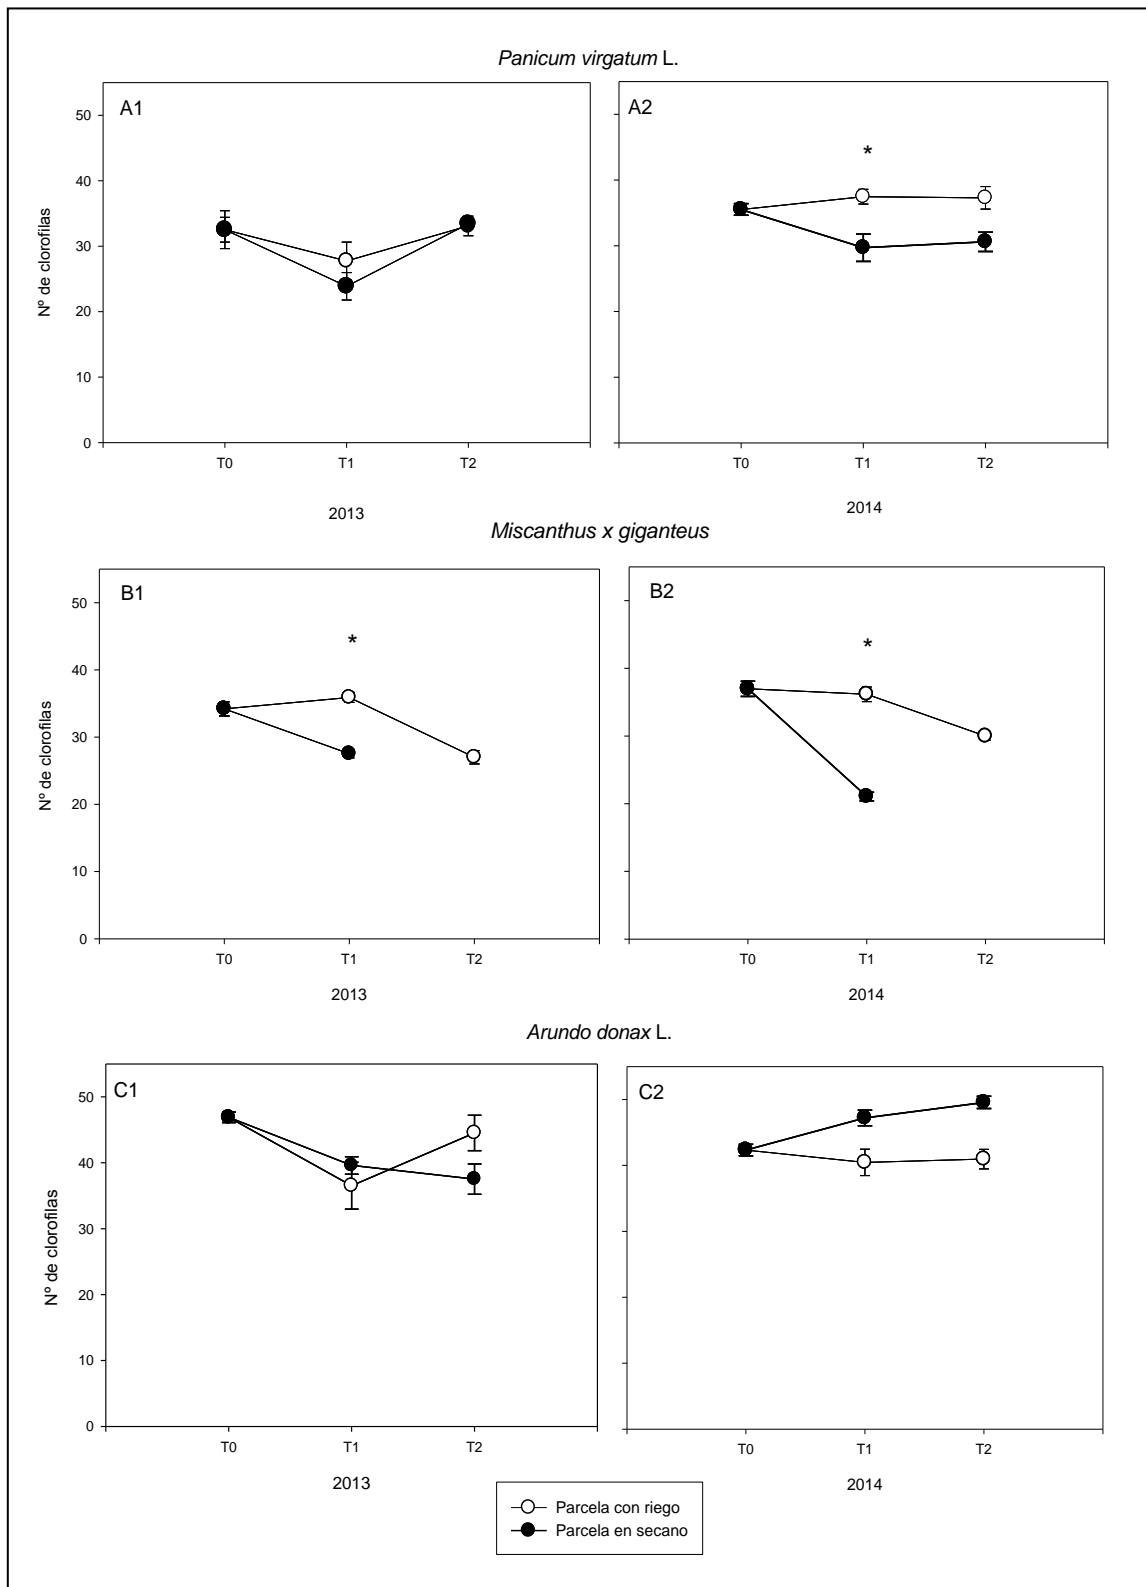 Panicum virgatum L.
A1
A2
*
50
40
30
20
10
0
Nº de clorofilas
T0 T1 T2
T0 T1 T2
2013
2014
Miscanthus x giganteus
B1
B2
*
*
50
40
30
20
10
0
Nº de clorofilas
T0 T1 T2
T0 T1 T2
2013
2014
Arundo donax L.
C1
C2
50
40
30
20
10
0
Nº de clorofilas
T0 T1 T2
T0 T1 T2
2013
2014
Parcela con riego
Parcela en secano